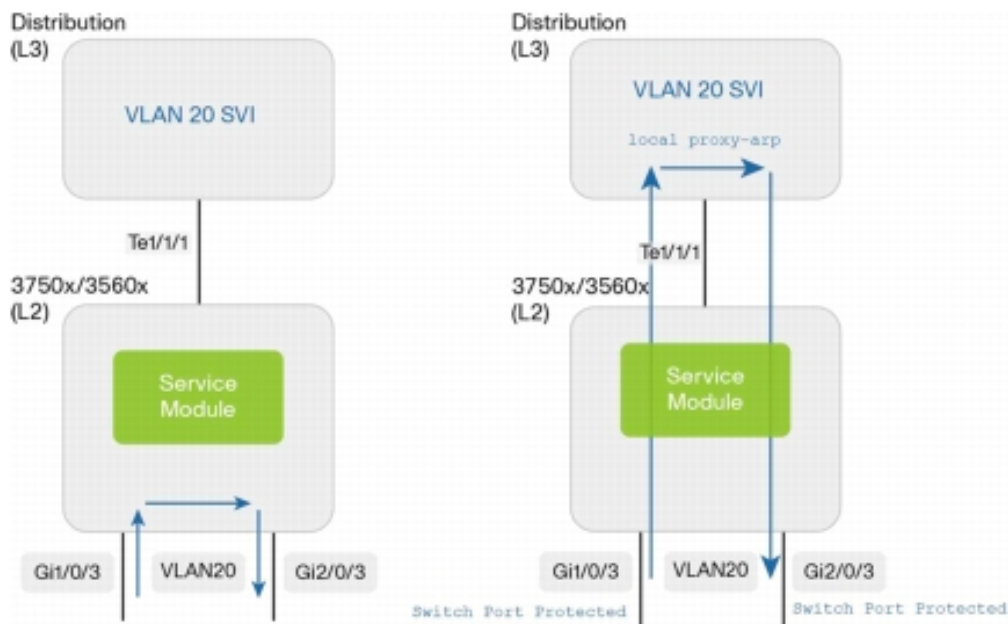 Distribution
(L3)
VLAN 20 SVI
Te1/1/1
3750x/3560x
(L2)
Service
Module
Gi1/0/3
VLAN20
Gi2/0/3
Distribution
(L3)
VLAN 20 SVI
local proxy-arp
Te1/1/1
3750x/3560x
(L2)
Service
Module
Gi1/0/3
VLAN20
Gi2/0/3
Switch Port Protected
Switch Port Protected